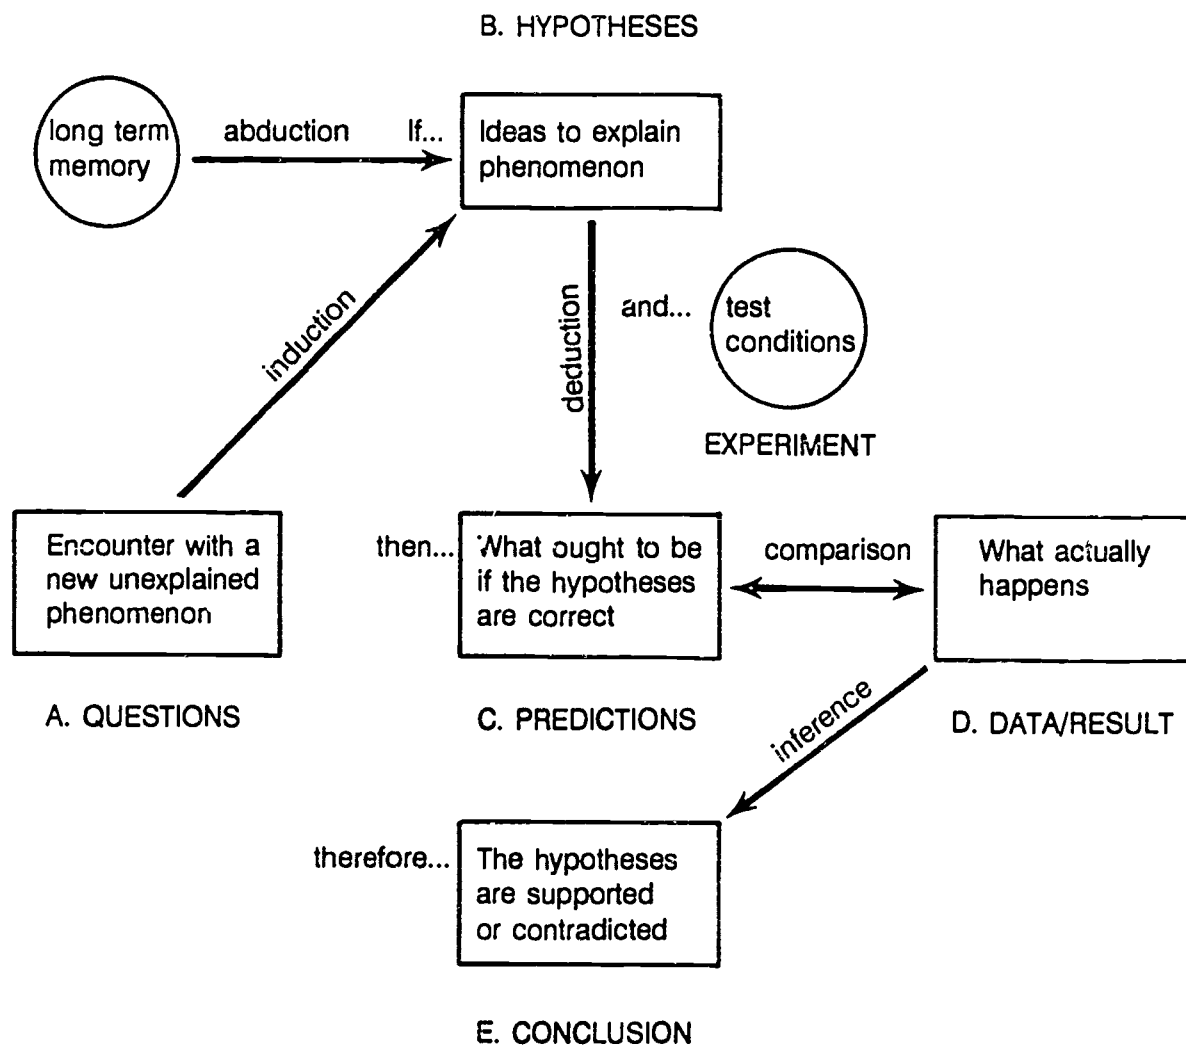 B. HYPOTHESES
long term
memory
abduction
If...
Ideas to explain
phenomenon
induction
deduction
and...
test
conditions
EXPERIMENT
Encounter with a
new unexplained
phenomenon
A. QUESTIONS
then...
What ought to be
if the hypotheses
are correct
C. PREDICTIONS
comparison
What actually
happens
D. DATA/RESULT
inference
therefore...
The hypotheses
are supported
or contradicted
E. CONCLUSION